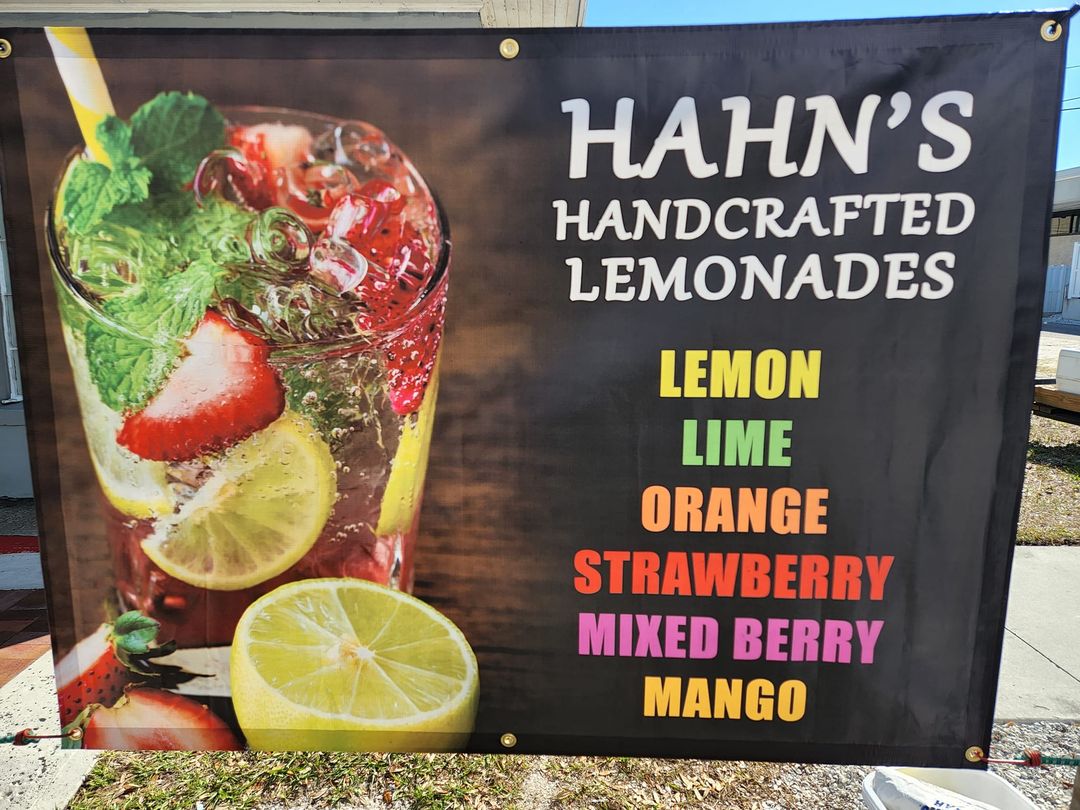 HAHN'S
HANDCRAFTED
LEMONADES
LEMON
LIME
ORANGE
STRAWBERRY
MIXED BERRY
MANGO